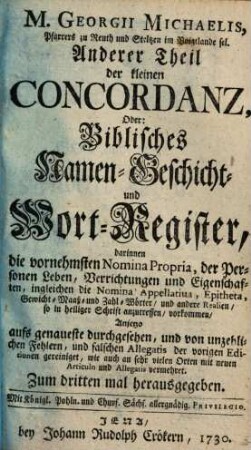 M. GEORGII MICHAELIS,
Pfarrers zu Reuth und Steltzen im Voigtlande sel.
Anderer Theil
der kleinen
CONCORDANZ,
Oder:
Biblisches
Namen-Geschicht-
und
Wort-Register,
darinnen
die vornehmsten Nomina Propria, der Per-
sonen Leben, Verrichtungen und Eigenschaf-
ten, ingleichen die Nomina Appellativa, Epitheta,
Gewicht- Maaß- und Zahl- Wörter, und andere Realien,
so in heiliger Schrift anzutreffen, vorkommen,
Anjetzo
aufs genaueste durchgesehen, und von unzehli-
chen Fehlern, und falschen Allegatis der vorigen Edi-
tionen gereiniget, wie auch an sehr vielen Orten mit neuen
Articuln und Allegatis vermehret.
Zum dritten mal herausgegeben.
Mit Königl. Pohln. und Churf. Sächs. allergnädig. PRIVILEGIO.
JENA,
bey Johann Rudolph Crökern, 1730.